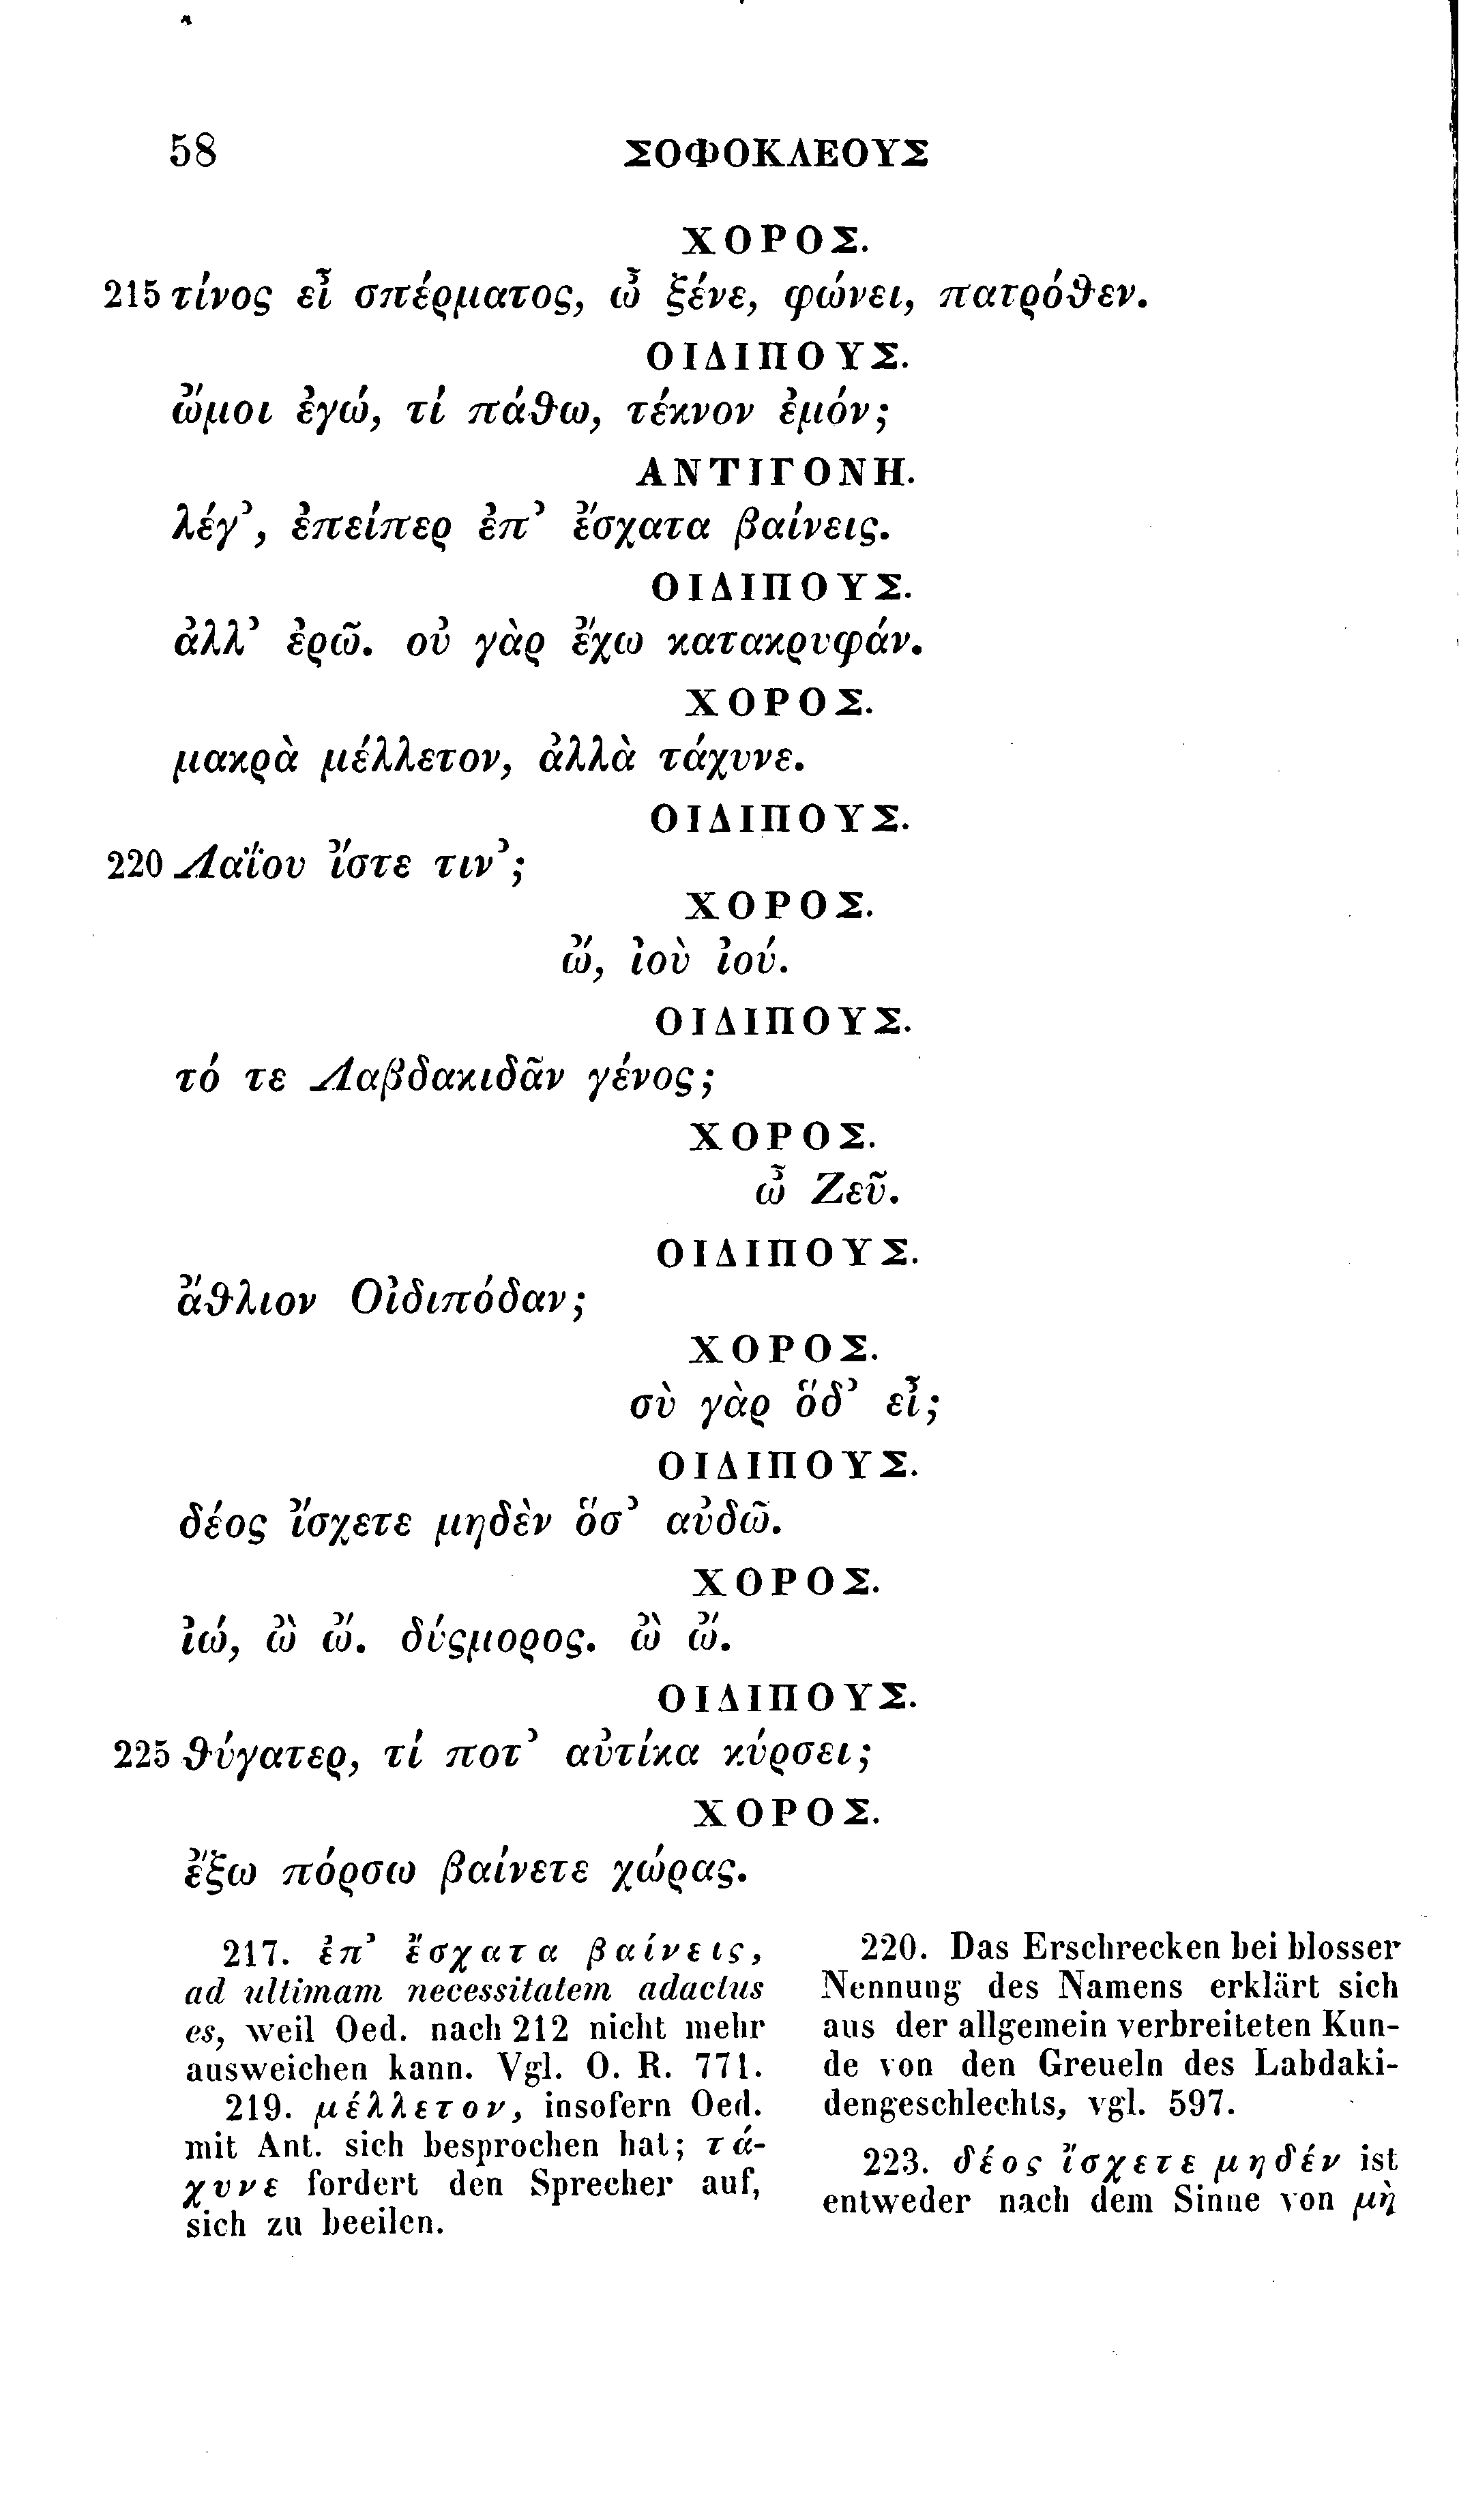 58 ΣΟΦΟΚΛΕΟΥΣ
ΧΟΡΟΣ.
215 τίνος εἶ σπέρματος, ὦ ξένε, φώνει, πατρόθεν.
ΟΙΔΙΠΟΥΣ.
ὤμοι ἐγώ, τί πάθω, τέκνον ἐμόν;
ΑΝΤΙΓΟΝΗ.
λέγ’, ἐπείπερ ἐπ’ ἔσχατα βαίνεις.
ΟΙΔΙΠΟΥΣ.
ἀλλ’ ἐρῶ. οὐ γὰρ ἔχω κατακρυφάν.
ΧΟΡΟΣ.
μακρὰ μέλλετον, ἀλλὰ τάχυνε.
ΟΙΔΙΠΟΥΣ.
220 Λαΐου ἴστε τιν’;
ΧΟΡΟΣ.
ὤ, ἰοὺ ἰού.
ΟΙΔΙΠΟΥΣ.
τό τε Λαβδακιδᾶν γένος;
ΧΟΡΟΣ.
ὦ Ζεῦ.
ΟΙΔΙΠΟΥΣ.
ἄθλιον Οἰδιπόδαν;
ΧΟΡΟΣ.
σὺ γὰρ ὅδ’ εἶ;
ΟΙΔΙΠΟΥΣ.
δέος ἴσχετε μηδὲν ὅσ’ αὐδῶ.
ΧΟΡΟΣ.
ἰώ, ὢ ὤ. δύςμορος. ὢ ὤ.
ΟΙΔΙΠΟΥΣ.
225 θύγατερ, τί ποτ’ αὐτίκα κύρσει;
ΧΟΡΟΣ.
ἔξω πόρσω βαίνετε χώρας.
217. ἐπ’ ἔσχατα βαίνεις,
ad ultimam necessitatem adactus
es, weil Oed. nach 212 nicht mehr
ausweichen kann. Vgl. O. R. 771.
219. μέλλετον, insofern Oed.
mit Ant. sich besprochen hat; τά-
χυνε fordert den Sprecher auf,
sich zu beeilen.
220. Das Erschrecken bei blosser
Nennung des Namens erklärt sich
aus der allgemein verbreiteten Kun-
de von den Greueln des Labdaki-
dengeschlechts, vgl. 597.
223. δέος ἴσχετε μηδέν ist
entweder nach dem Sinne von μὴ